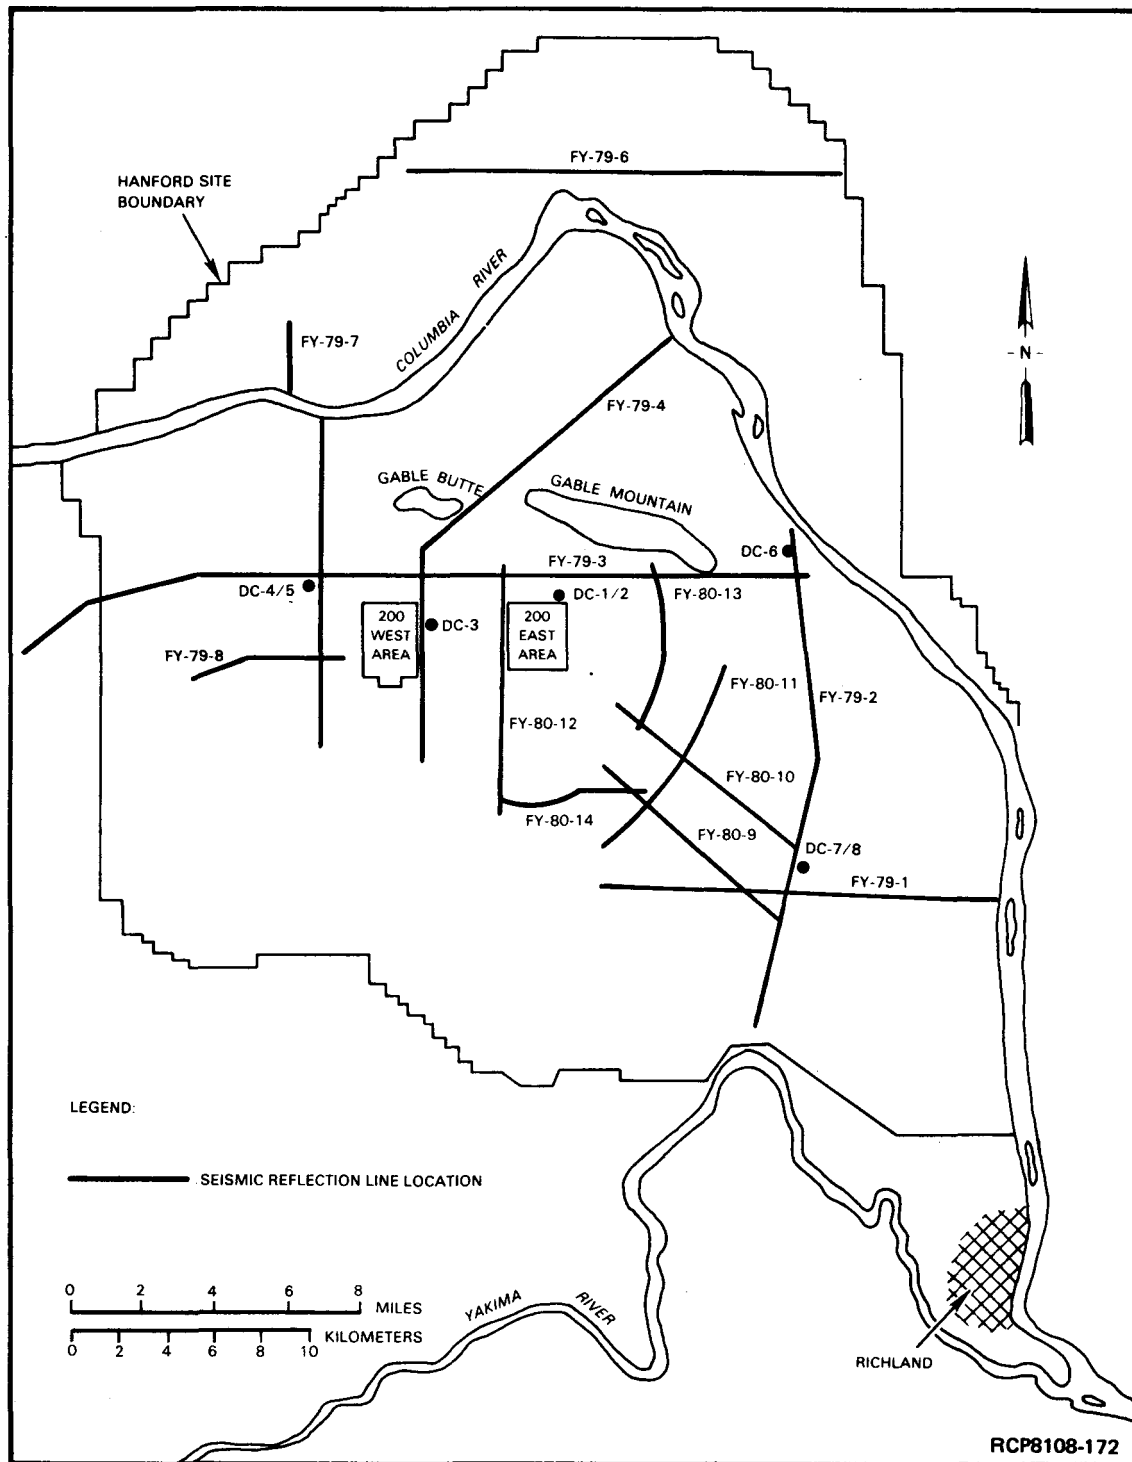 FY-79-6
HANFORD SITE
BOUNDARY
COLUMBIA RIVER
N
FY-79-7
FY-79-4
GABLE BUTTE
GABLE MOUNTAIN
DC-6
FY-79-3
DC-4/5
DC-1/2
FY-80-13
200
WEST
AREA
DC-3
200
EAST
AREA
FY-79-8
FY-80-11
FY-79-2
FY-80-12
FY-80-10
FY-80-14
FY-80-9
DC-7/8
FY-79-1
LEGEND:
SEISMIC REFLECTION LINE LOCATION
0 2 4 6 8
MILES
KILOMETERS
0 2 4 6 8 10
YAKIMA RIVER
RICHLAND
RCP8108-172